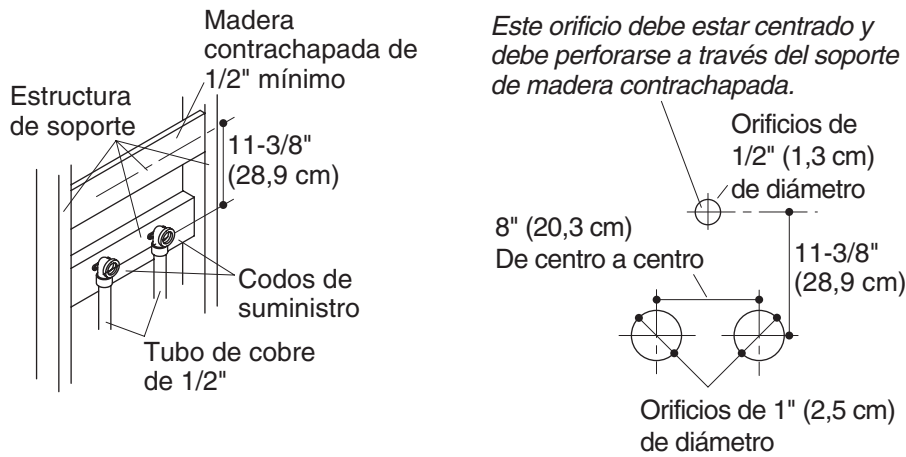 Madera
contrachapada de
1/2" mínimo
Estructura
de soporte
11-3/8"
(28,9 cm)
Codos de
suministro
Tubo de cobre
de 1/2"
Este orificio debe estar centrado y
debe perforarse a través del soporte
de madera contrachapada.
Orificios de
1/2" (1,3 cm)
de diámetro
8" (20,3 cm)
De centro a centro
11-3/8"
(28,9 cm)
Orificios de 1" (2,5 cm)
de diámetro